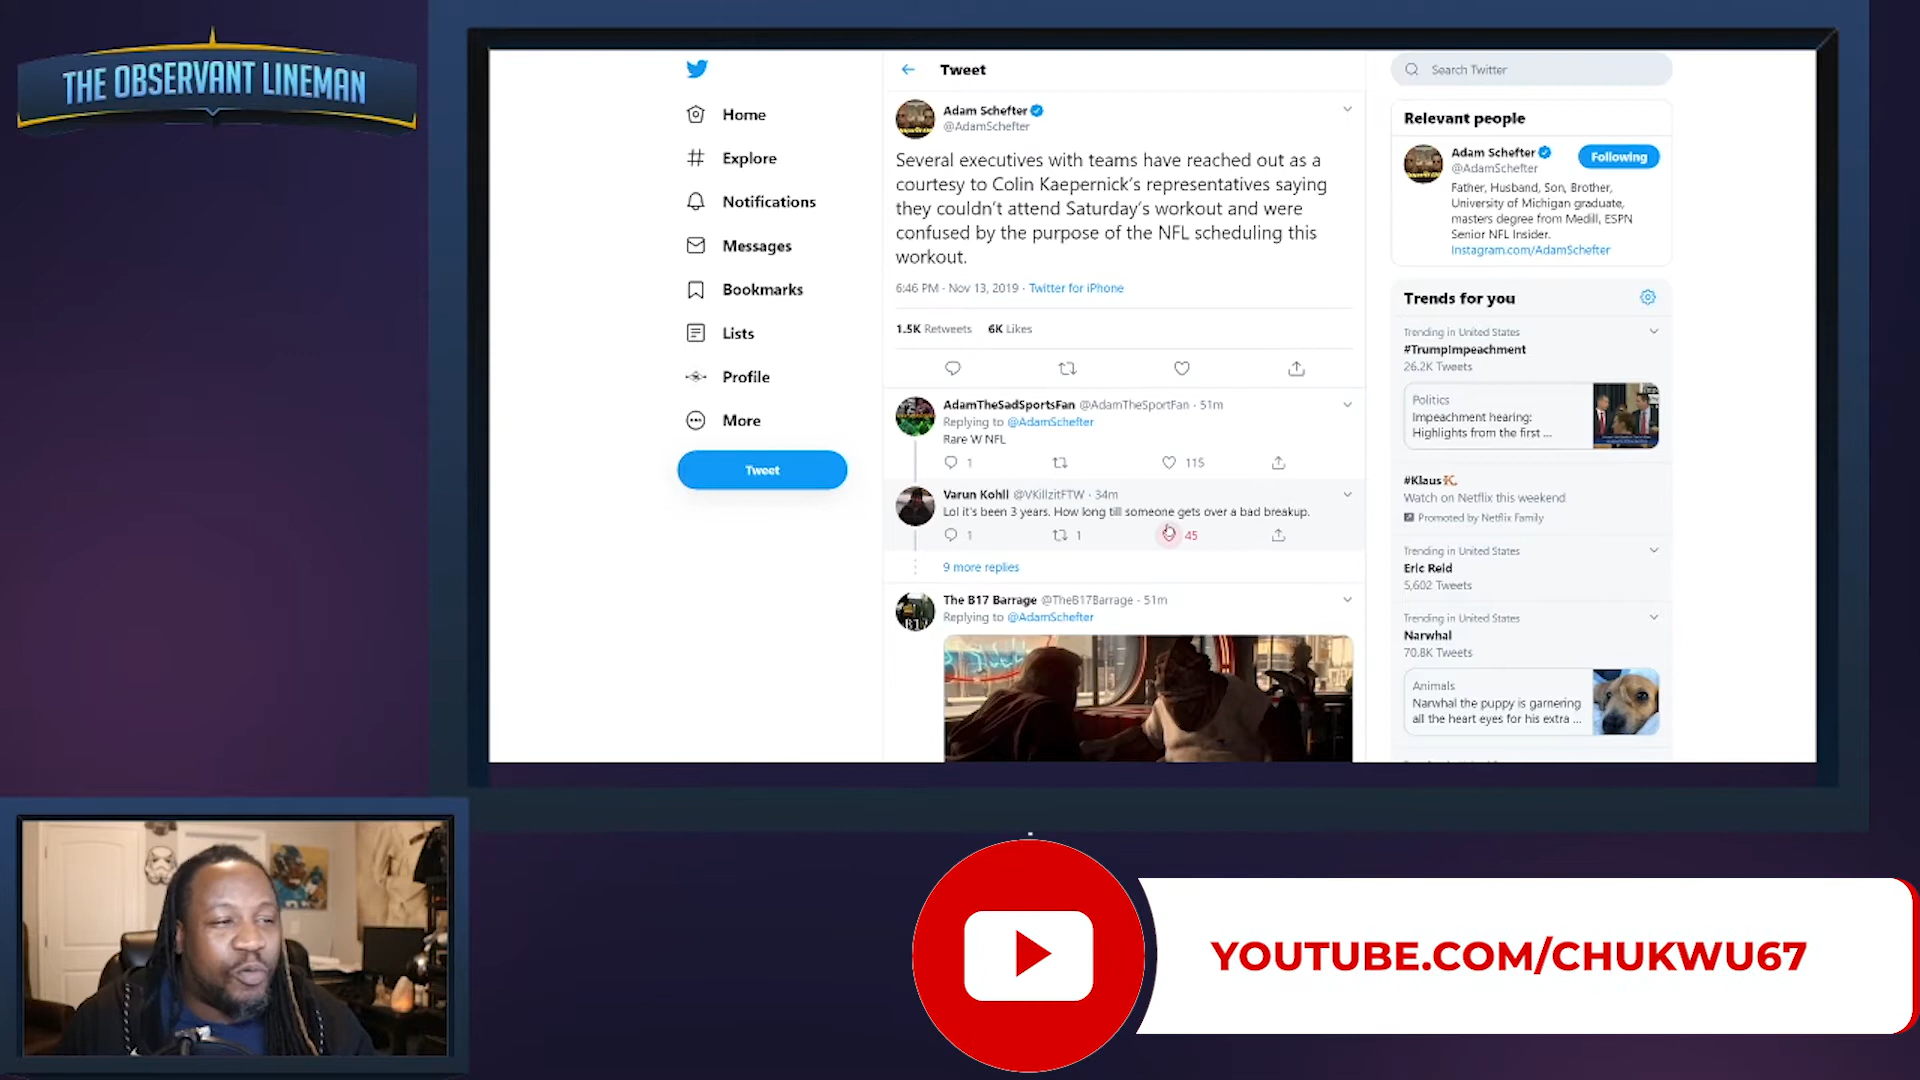 THE OBSERVANT LINEMAN
Home
Explore
Notifications
Messages
Bookmarks
Lists
Profile
More
Tweet
Tweet
Adam Schefter
@AdamSchefter
Several executives with teams have reached out as a
courtesy to Colin Kaepernick's representatives saying
they couldn't attend Saturday's workout and were
confused by the purpose of the NFL scheduling this
workout.
6:46 PM · Nov 13, 2019 · Twitter for iPhone
1.5K Retweets 6K Likes
AdamTheSadSportsFan @AdamTheSportFan · 51m
Replying to @AdamSchefter
Rare W NFL
1 115
Varun Kohli @VKillzitFTW · 34m
Lol it's been 3 years. How long till someone gets over a bad breakup.
1 1 45
9 more replies
The B17 Barrage @TheB17Barrage · 51m
Replying to @AdamSchefter
Search Twitter
Relevant people
Adam Schefter
@AdamSchefter
Following
Father, Husband, Son, Brother,
University of Michigan graduate,
masters degree from Medill, ESPN
Senior NFL Insider.
Instagram.com/AdamSchefter
Trends for you
Trending in United States
#TrumpImpeachment
26.2K Tweets
Politics
Impeachment hearing:
Highlights from the first ...
#Klaus
Watch on Netflix this weekend
Promoted by Netflix Family
Trending in United States
Eric Reid
5,602 Tweets
Trending in United States
Narwhal
70.8K Tweets
Animals
Narwhal the puppy is garnering
all the heart eyes for his extra ...
YOUTUBE.COM/CHUKWU67